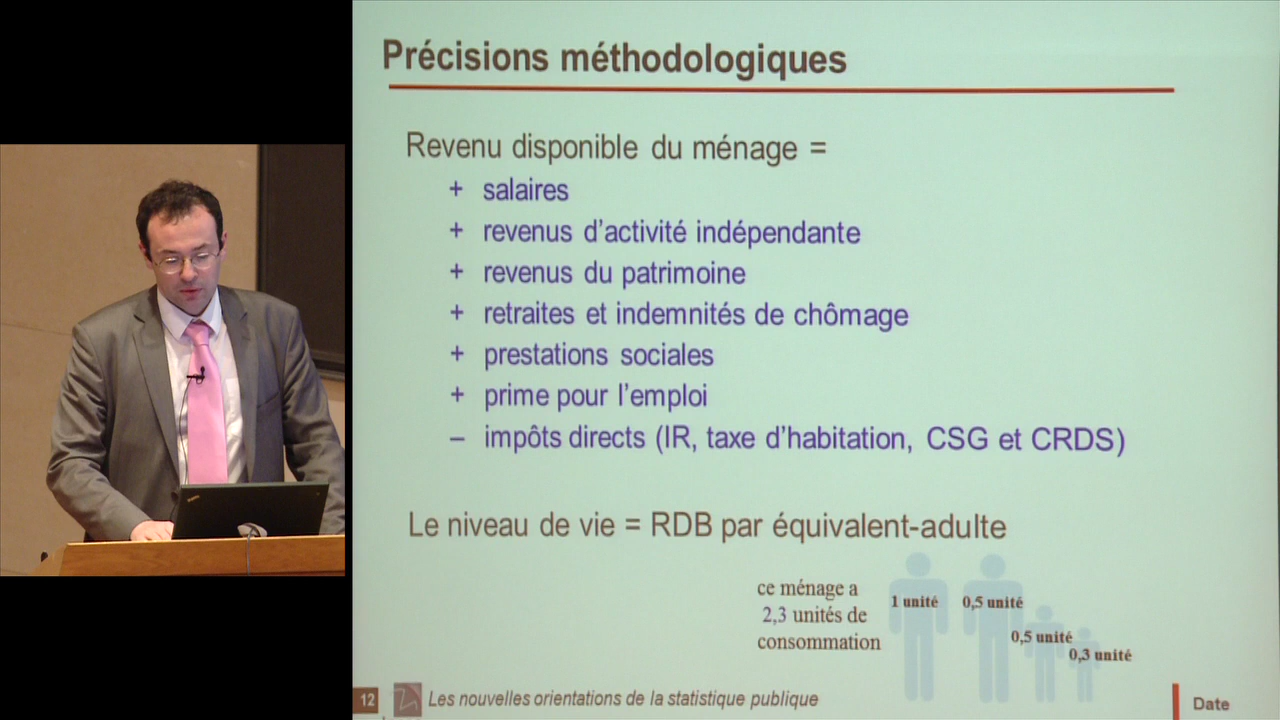 Précisions méthodologiques
Revenu disponible du ménage =
+ salaires
+ revenus d'activité indépendante
+ revenus du patrimoine
+ retraites et indemnités de chômage
+ prestations sociales
+ prime pour l'emploi
– impôts directs (IR, taxe d'habitation, CSG et CRDS)
Le niveau de vie = RDB par équivalent-adulte
ce ménage a
2,3 unités de
consommation
1 unité
0,5 unité
0,5 unité
0,3 unité
12
Les nouvelles orientations de la statistique publique
Date